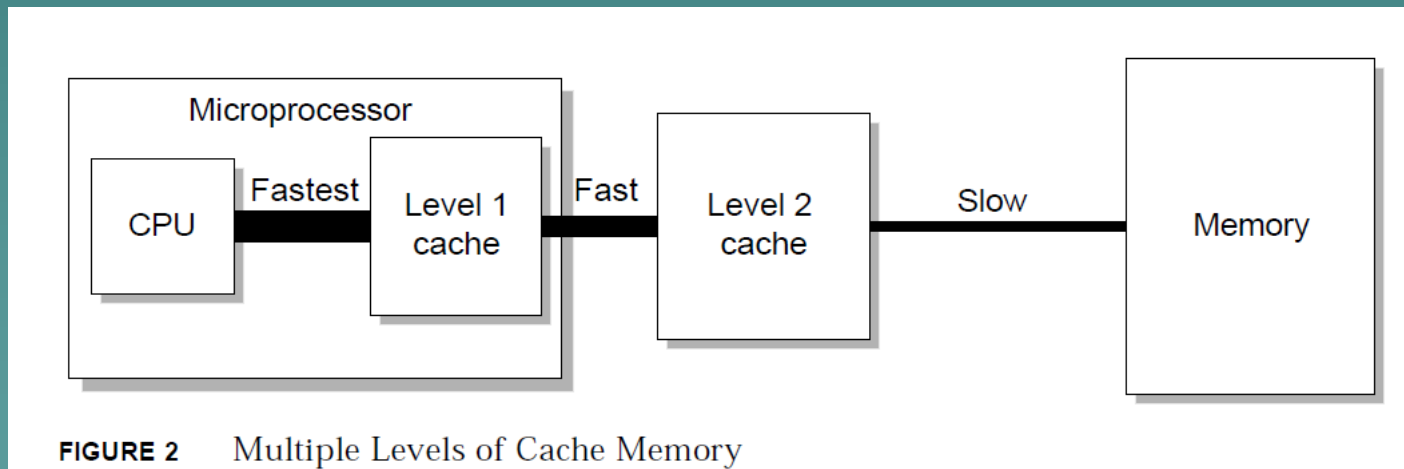 Microprocessor
CPU
Fastest
Level 1
cache
Fast
Level 2
cache
Slow
Memory
FIGURE 2 Multiple Levels of Cache Memory